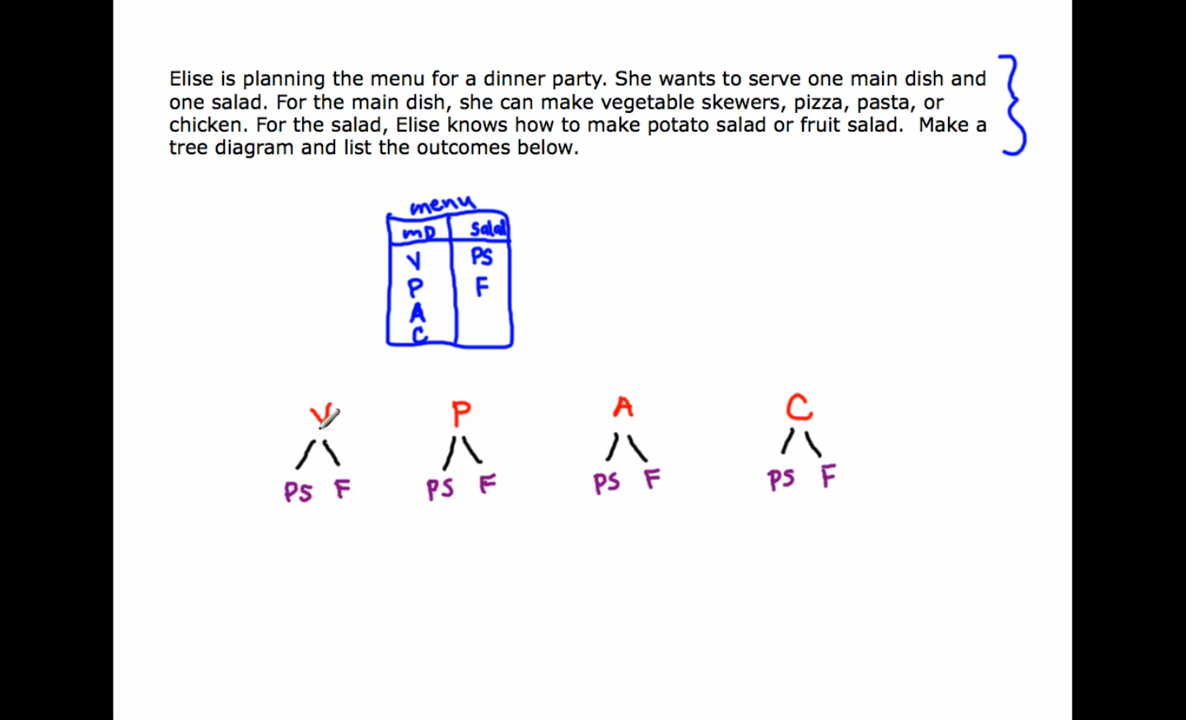 Elise is planning the menu for a dinner party. She wants to serve one main dish and
one salad. For the main dish, she can make vegetable skewers, pizza, pasta, or
chicken. For the salad, Elise knows how to make potato salad or fruit salad. Make a
tree diagram and list the outcomes below.
menu
mD Salad
V PS
P F
A
C
V P A C
PS F PS F PS F PS F